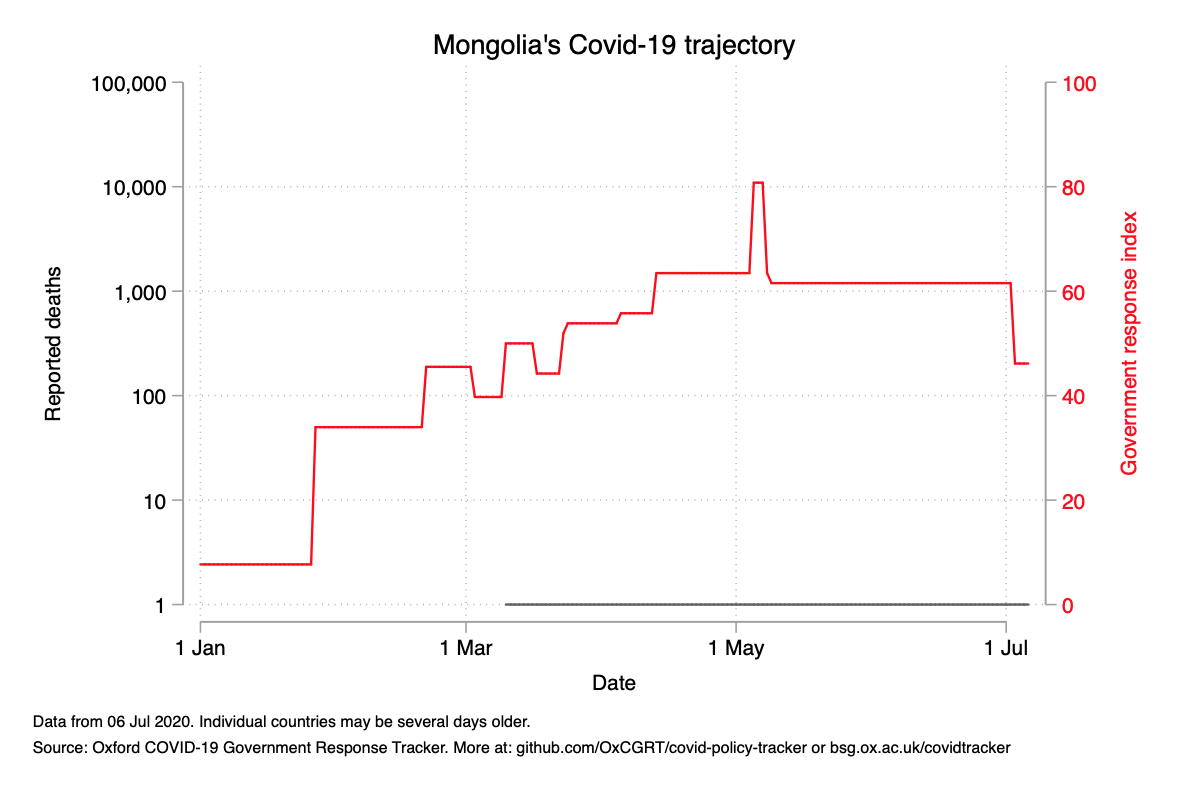 Mongolia's Covid-19 trajectory
100,000
10,000
1,000
100
10
1
Reported deaths
100
80
60
40
20
0
Government response index
1 Jan
1 Mar
1 May
1 Jul
Date
Data from 06 Jul 2020. Individual countries may be several days older.
Source: Oxford COVID-19 Government Response Tracker. More at: github.com/OxCGRT/covid-policy-tracker or bsg.ox.ac.uk/covidtracker